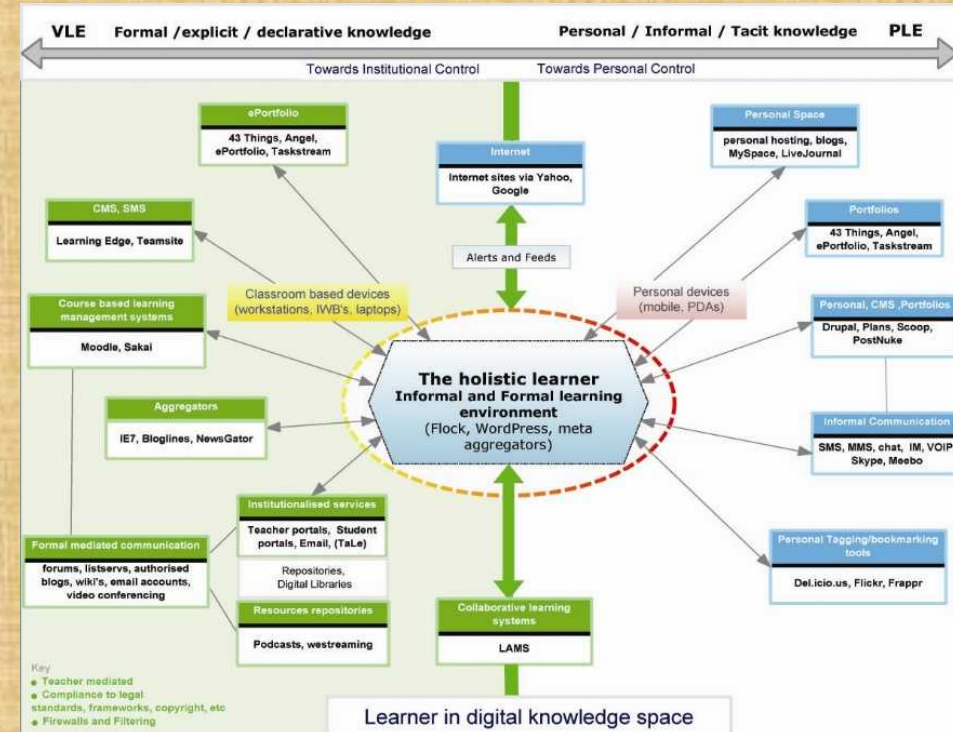 VLE Formal /explicit / declarative knowledge
Personal / Informal / Tacit knowledge PLE
Towards Institutional Control
Towards Personal Control
ePortfolio
43 Things, Angel,
ePortfolio, Taskstream
Internet
Internet sites via Yahoo,
Google
Personal Space
personal hosting, blogs,
MySpace, LiveJournal
CMS, SMS
Learning Edge, Teamsite
Portfolios
43 Things, Angel,
ePortfolio, Taskstream
Alerts and Feeds
Classroom based devices
(workstations, IWB's, laptops)
Personal devices
(mobile, PDAs)
Course based learning
management systems
Moodle, Sakai
Personal, CMS ,Portfolios
Drupal, Plans, Scoop,
PostNuke
The holistic learner
Informal and Formal learning
environment
(Flock, WordPress, meta
aggregators)
Aggregators
IE7, Bloglines, NewsGator
Informal Communication
SMS, MMS, chat, IM, VOIP
Skype, Meebo
Institutionalised services
Teacher portals, Student
portals, Email, (TaLe)
Repositories,
Digital Libraries
Formal mediated communication
forums, listservs, authorised
blogs, wiki's, email accounts,
video conferencing
Personal Tagging/bookmarking
tools
Del.icio.us, Flickr, Frappr
Resources repositories
Podcasts, westreaming
Collaborative learning
systems
LAMS
Key
Teacher mediated
Compliance to legal
standards, frameworks, copyright, etc
Firewalls and Filtering
Learner in digital knowledge space